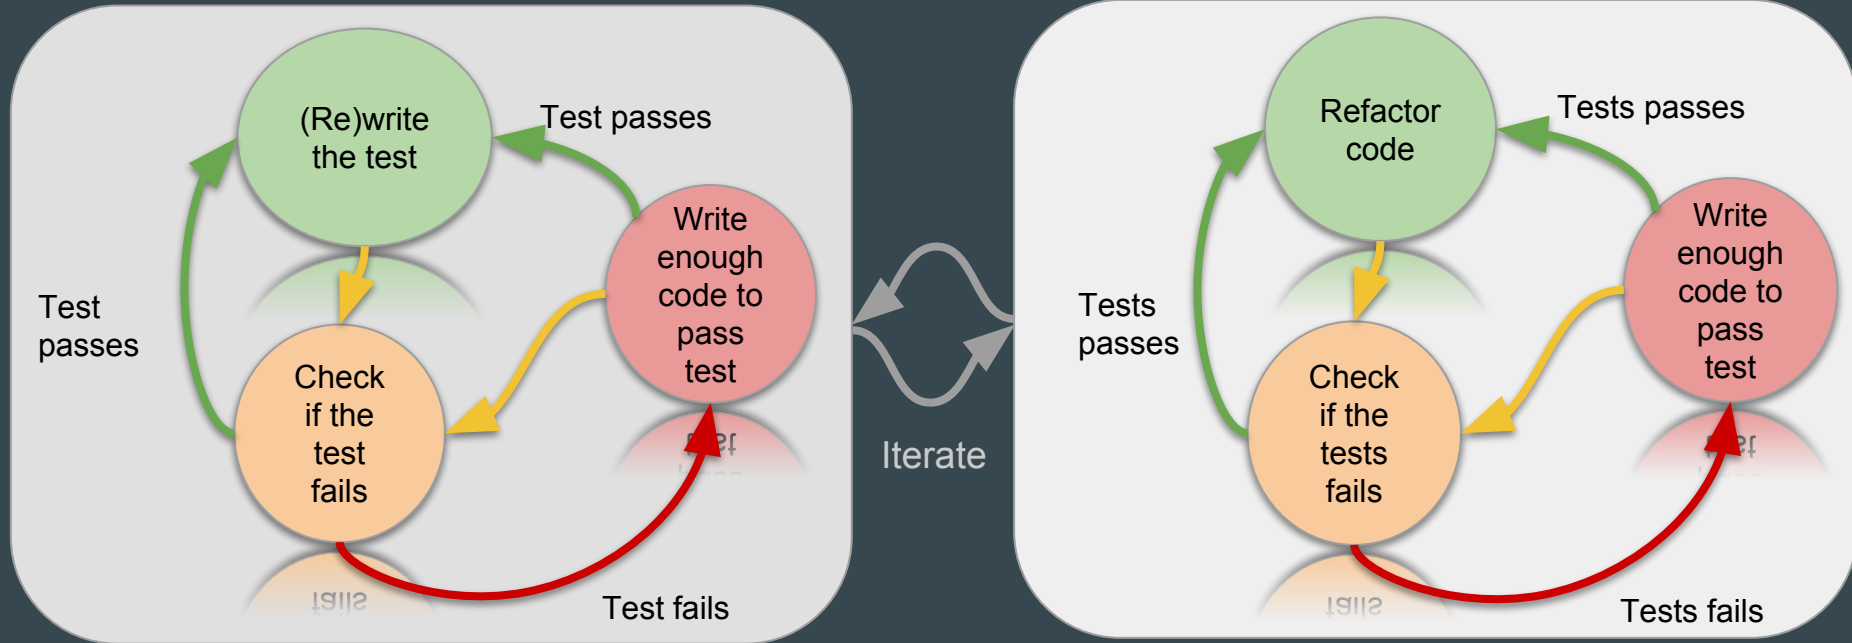 (Re)write
the test
Test passes
Write
enough
code to
pass
test
Test
passes
Check
if the
test
fails
Test fails
Iterate
Refactor
code
Tests passes
Write
enough
code to
pass
test
Tests
passes
Check
if the
tests
fails
Tests fails